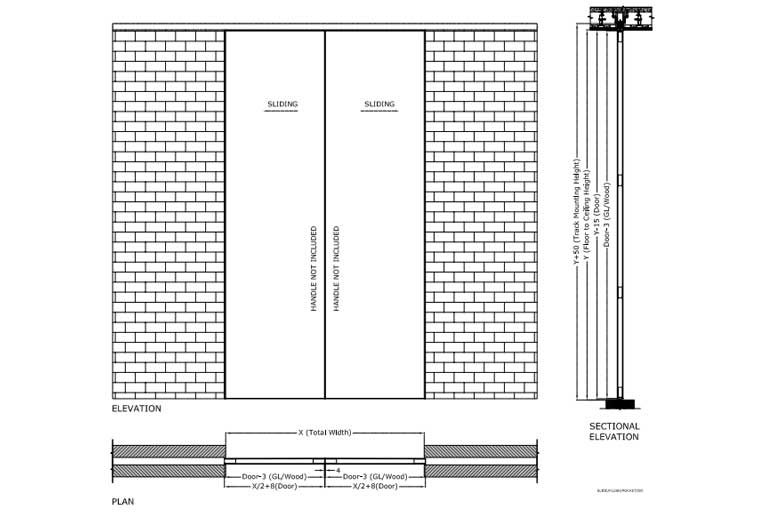 SLIDING
SLIDING
HANDLE NOT INCLUDED
HANDLE NOT INCLUDED
ELEVATION
Y+50 (Track Mounting Height)
Y (Floor to Ceiling Height)
Y-15 (Door)
Door-3 (GL/Wood)
SECTIONAL
ELEVATION
X (Total Width)
4
Door-3 (GL/Wood)
Door-3 (GL/Wood)
X/2+8(Door)
X/2+8(Door)
PLAN